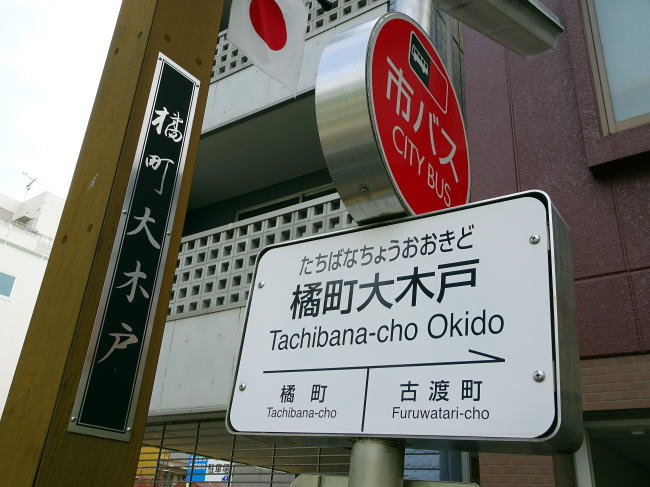 橘町大木戸
市バス
CITY BUS
たちばなちょうおおきど
橘町大木戸
Tachibana-cho Okido
橘町
Tachibana-cho
古渡町
Furuwatari-cho